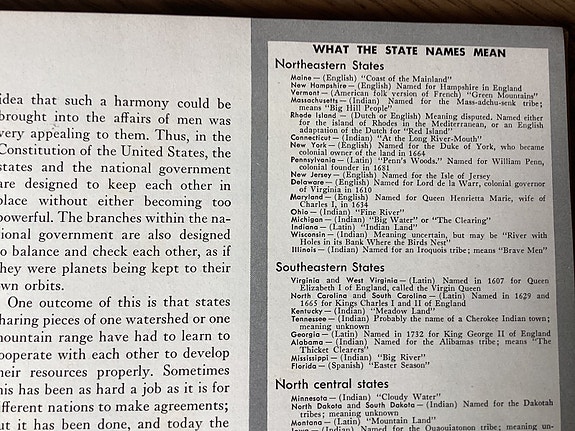 idea that such a harmony could be
brought into the affairs of men was
very appealing to them. Thus, in the
Constitution of the United States, the
states and the national government
are designed to keep each other in
place without either becoming too
powerful. The branches within the na-
tional government are also designed
to balance and check each other, as if
they were planets being kept to their
own orbits.
One outcome of this is that states
sharing pieces of one watershed or one
mountain range have had to learn to
cooperate with each other to develop
their resources properly. Sometimes
this has been as hard a job as it is for
different nations to make agreements;
but it has been done, and today the
WHAT THE STATE NAMES MEAN
Northeastern States
Maine — (English) "Coast of the Mainland"
New Hampshire — (English) Named for Hampshire in England
Vermont — (American folk version of French) "Green Mountains"
Massachusetts — (Indian) Named for the Mass-adchu-senk tribe;
means "Big Hill People"
Rhode Island — (Dutch or English) Meaning disputed. Named either
for the island of Rhodes in the Mediterranean, or an English
adaptation of the Dutch for "Red Island"
Connecticut — (Indian) "At the Long River-Mouth"
New York — (English) Named for the Duke of York, who became
colonial owner of the land in 1664
Pennsylvania — (Latin) "Penn's Woods." Named for William Penn,
colonial founder in 1681
New Jersey — (English) Named for the Isle of Jersey
Delaware — (English) Named for Lord de la Warr, colonial governor
of Virginia in 1610
Maryland — (English) Named for Queen Henrietta Marie, wife of
Charles I, in 1634
Ohio — (Indian) "Fine River"
Michigan — (Indian) "Big Water" or "The Clearing"
Indiana — (Latin) "Indian Land"
Wisconsin — (Indian) Meaning uncertain, but may be "River with
Holes in its Bank Where the Birds Nest"
Illinois — (Indian) Named for an Iroquois tribe; means "Brave Men"
Southeastern States
Virginia and West Virginia — (Latin) Named in 1607 for Queen
Elizabeth I of England, called the Virgin Queen
North Carolina and South Carolina — (Latin) Named in 1629 and
1665 for Kings Charles I and II of England
Kentucky — (Indian) "Meadow Land"
Tennessee — (Indian) Probably the name of a Cherokee Indian town;
meaning unknown
Georgia — (Latin) Named in 1732 for King George II of England
Alabama — (Indian) Named for the Alibamas tribe; means "The
Thicket Clearers"
Mississippi — (Indian) "Big River"
Florida — (Spanish) "Easter Season"
North central states
Minnesota — (Indian) "Cloudy Water"
North Dakota and South Dakota — (Indian) Named for the Dakotah
tribes; meaning unknown
Montana — (Latin) "Mountain Land"
Iowa — (Indian) Named for the Quaouiatonon tribe; meaning un-